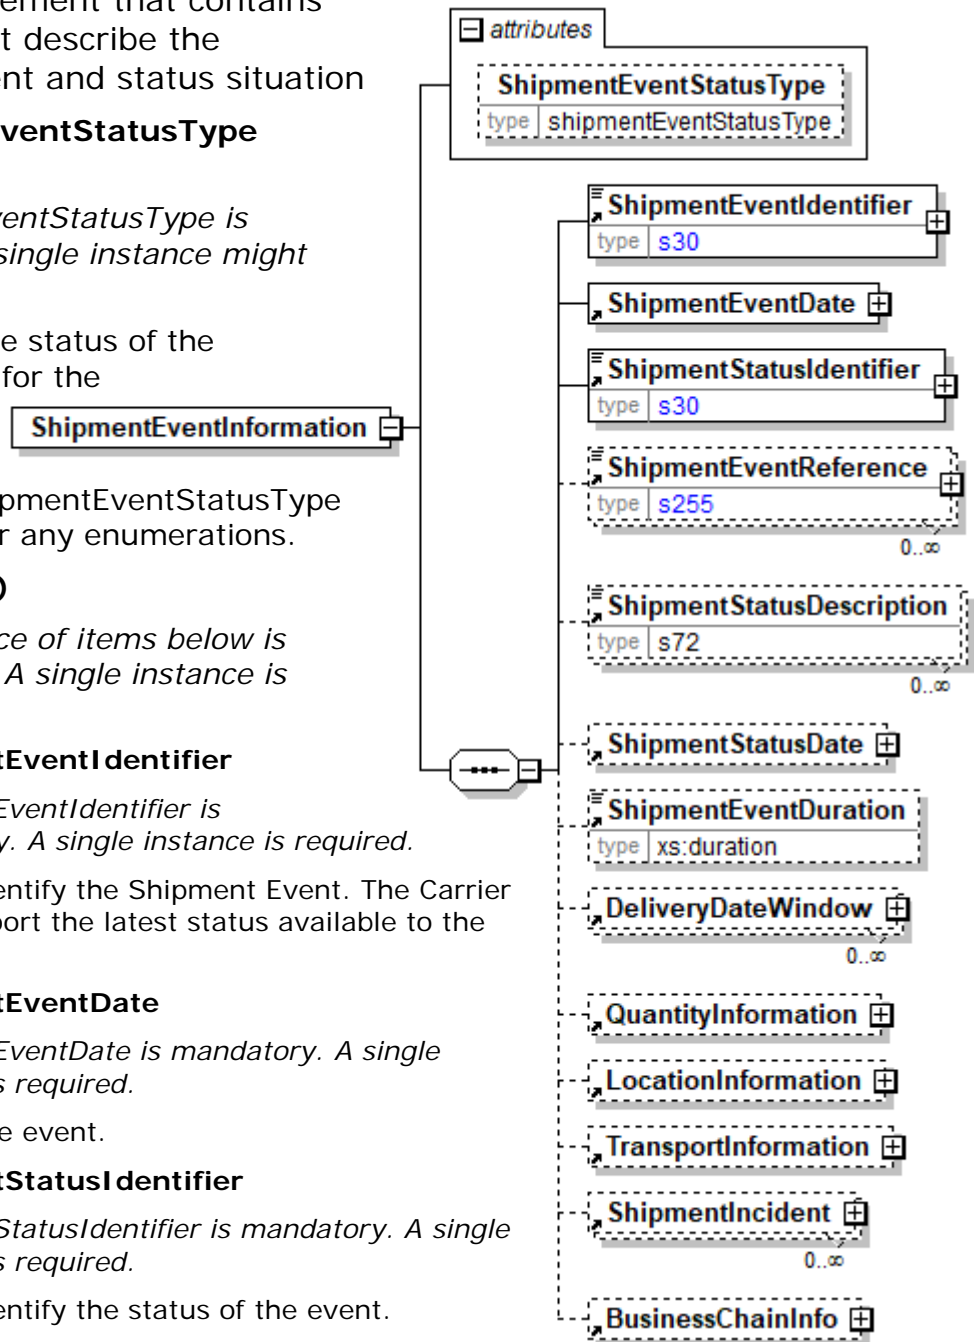 ement that contains
t describe the
ent and status situation
ventStatusType
ventStatusType is
single instance might
e status of the
for the
pmentEventStatusType
r any enumerations.
)
ce of items below is
A single instance is
tEventIdentifier
EventIdentifier is
y. A single instance is required.
entify the Shipment Event. The Carrier
ort the latest status available to the
tEventDate
EventDate is mandatory. A single
s required.
e event.
tStatusIdentifier
StatusIdentifier is mandatory. A single
s required.
entify the status of the event.
ShipmentEventInformation
attributes
ShipmentEventStatusType
type shipmentEventStatusType
ShipmentEventIdentifier
type s30
ShipmentEventDate
ShipmentStatusIdentifier
type s30
ShipmentEventReference
type s255
0..∞
ShipmentStatusDescription
type s72
0..∞
ShipmentStatusDate
ShipmentEventDuration
type xs:duration
DeliveryDateWindow
0..∞
QuantityInformation
LocationInformation
TransportInformation
ShipmentIncident
0..∞
BusinessChainInfo